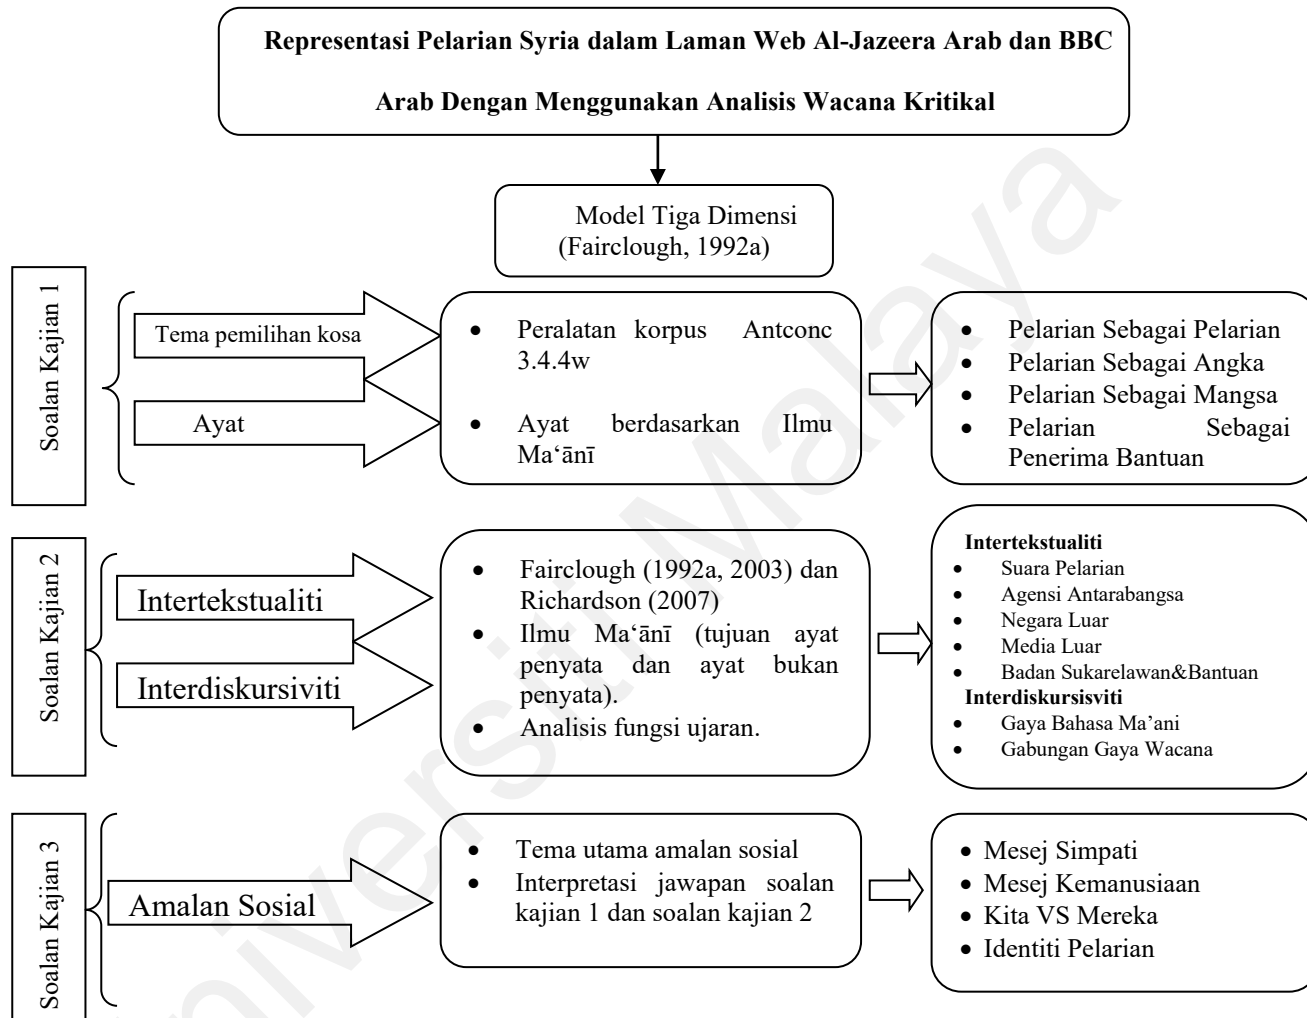 Representasi Pelarian Syria dalam Laman Web Al-Jazeera Arab dan BBC
Arab Dengan Menggunakan Analisis Wacana Kritikal
Model Tiga Dimensi
(Fairclough, 1992a)
Soalan Kajian 1
Tema pemilihan kosa
Ayat
• Peralatan korpus Antconc
3.4.4w
• Ayat berdasarkan Ilmu
Ma‘ānī
• Pelarian Sebagai Pelarian
• Pelarian Sebagai Angka
• Pelarian Sebagai Mangsa
• Pelarian Sebagai
Penerima Bantuan
Soalan Kajian 2
Intertekstualiti
Interdiskursiviti
• Fairclough (1992a, 2003) dan
Richardson (2007)
• Ilmu Ma‘ānī (tujuan ayat
penyata dan ayat bukan
penyata).
• Analisis fungsi ujaran.
Intertekstualiti
• Suara Pelarian
• Agensi Antarabangsa
• Negara Luar
• Media Luar
• Badan Sukarelawan&Bantuan
Interdiskursisviti
• Gaya Bahasa Ma’ani
• Gabungan Gaya Wacana
Soalan Kajian 3
Amalan Sosial
• Tema utama amalan sosial
• Interpretasi jawapan soalan
kajian 1 dan soalan kajian 2
• Mesej Simpati
• Mesej Kemanusiaan
• Kita VS Mereka
• Identiti Pelarian
Universiti Malaya